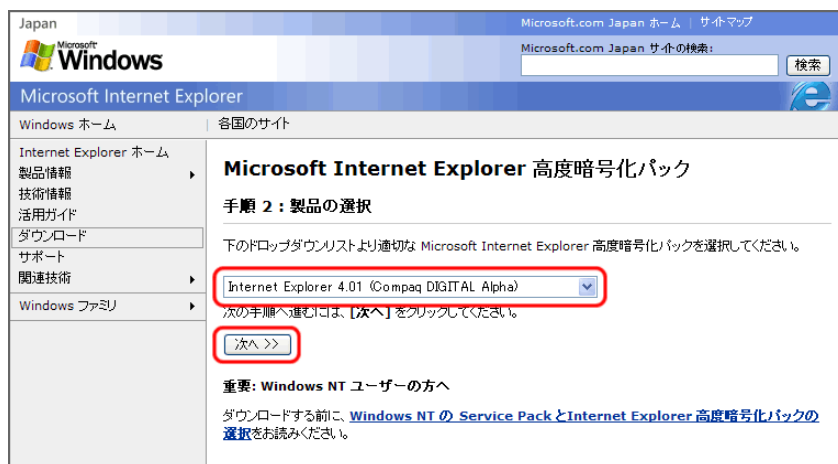 Japan
Microsoft.com Japan ホーム | サイトマップ
Microsoft Windows
Microsoft.com Japan サイトの検索:
検索
Microsoft Internet Explorer
Windows ホーム | 各国のサイト
Internet Explorer ホーム
製品情報
技術情報
活用ガイド
ダウンロード
サポート
関連技術
Windows ファミリ
Microsoft Internet Explorer 高度暗号化パック
手順 2 : 製品の選択
下のドロップダウンリストより適切な Microsoft Internet Explorer 高度暗号化パックを選択してください。
Internet Explorer 4.01 (Compaq DIGITAL Alpha)
次の手順へ進むには、[次へ] をクリックしてください。
次へ >>
重要: Windows NT ユーザーの方へ
ダウンロードする前に、Windows NT の Service Pack とInternet Explorer 高度暗号化パックの
選択をお読みください。